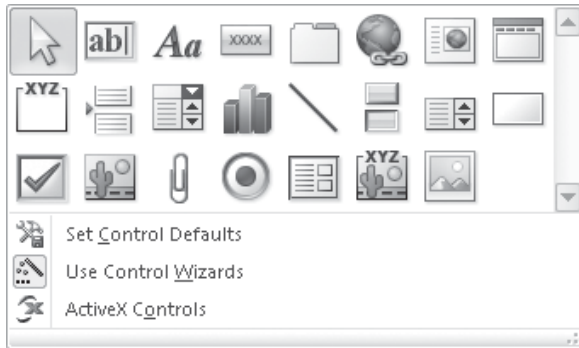 ab
Aa
XXXX
XYZ
XYZ
Set Control Defaults
Use Control Wizards
ActiveX Controls